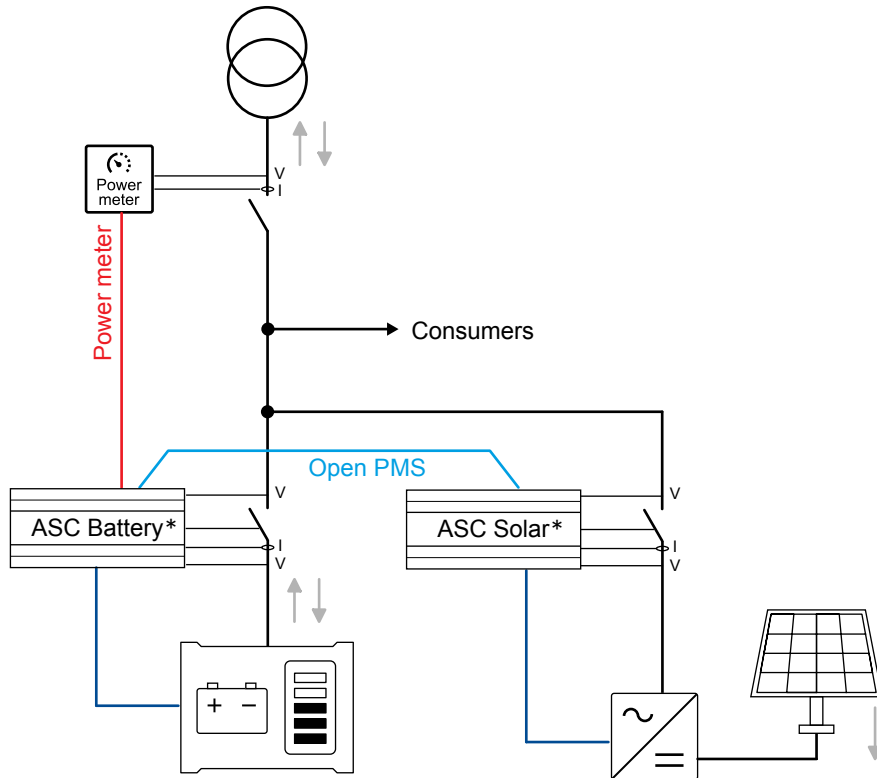 V
I
Power
meter
Power meter
Consumers
Open PMS
V
V
ASC Battery*
ASC Solar*
I
I
V
V
+ −